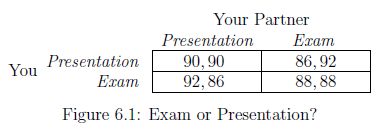 Your Partner
Presentation Exam
You Presentation 90, 90 86, 92
Exam 92, 86 88, 88
Figure 6.1: Exam or Presentation?